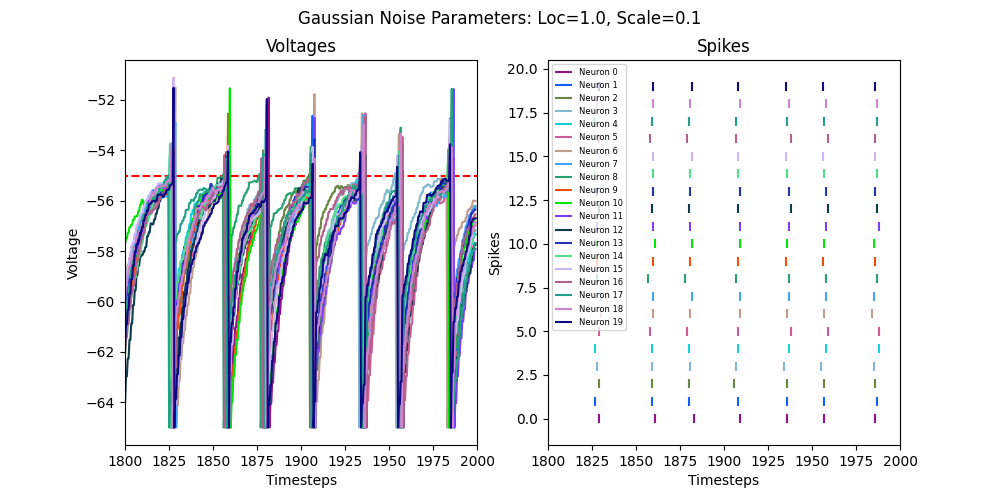 Gaussian Noise Parameters: Loc=1.0, Scale=0.1
Voltages
−52
−54
−56
−58
−60
−62
−64
Voltage
1800
1825
1850
1875
1900
1925
1950
1975
2000
Timesteps
Spikes
20.0
17.5
15.0
12.5
10.0
7.5
5.0
2.5
0.0
Spikes
Neuron 0
Neuron 1
Neuron 2
Neuron 3
Neuron 4
Neuron 5
Neuron 6
Neuron 7
Neuron 8
Neuron 9
Neuron 10
Neuron 11
Neuron 12
Neuron 13
Neuron 14
Neuron 15
Neuron 16
Neuron 17
Neuron 18
Neuron 19
1800
1825
1850
1875
1900
1925
1950
1975
2000
Timesteps